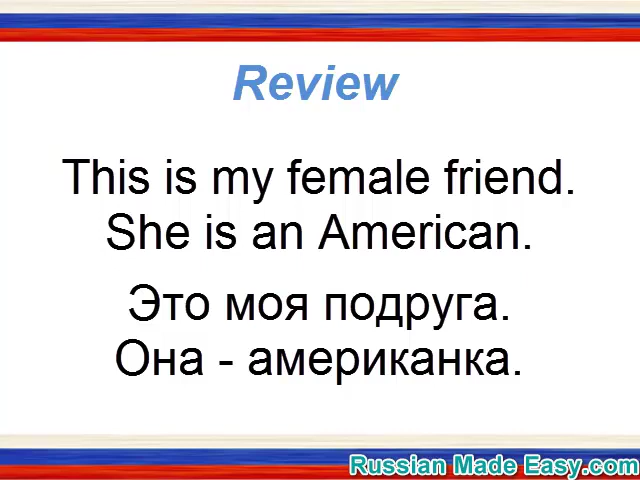 Review
This is my female friend.
She is an American.
Это моя подруга.
Она - американка.
Russian Made Easy.com